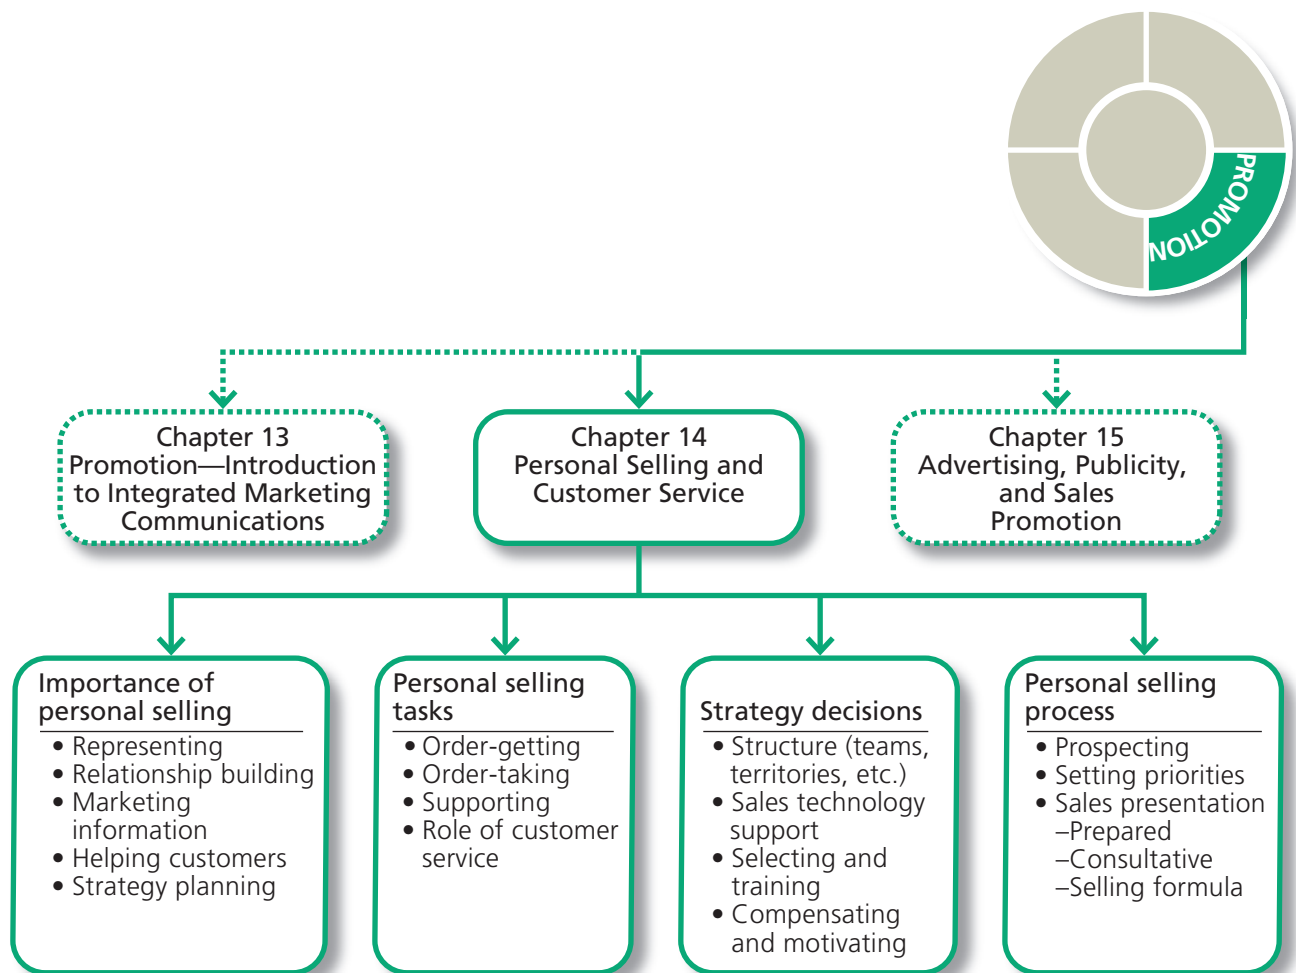 PROMOTION
Chapter 13
Promotion—Introduction
to Integrated Marketing
Communications
Chapter 14
Personal Selling and
Customer Service
Chapter 15
Advertising, Publicity,
and Sales
Promotion
Importance of
personal selling
• Representing
• Relationship building
• Marketing
information
• Helping customers
• Strategy planning
Personal selling
tasks
• Order-getting
• Order-taking
• Supporting
• Role of customer
service
Strategy decisions
• Structure (teams,
territories, etc.)
• Sales technology
support
• Selecting and
training
• Compensating
and motivating
Personal selling
process
• Prospecting
• Setting priorities
• Sales presentation
–Prepared
–Consultative
–Selling formula